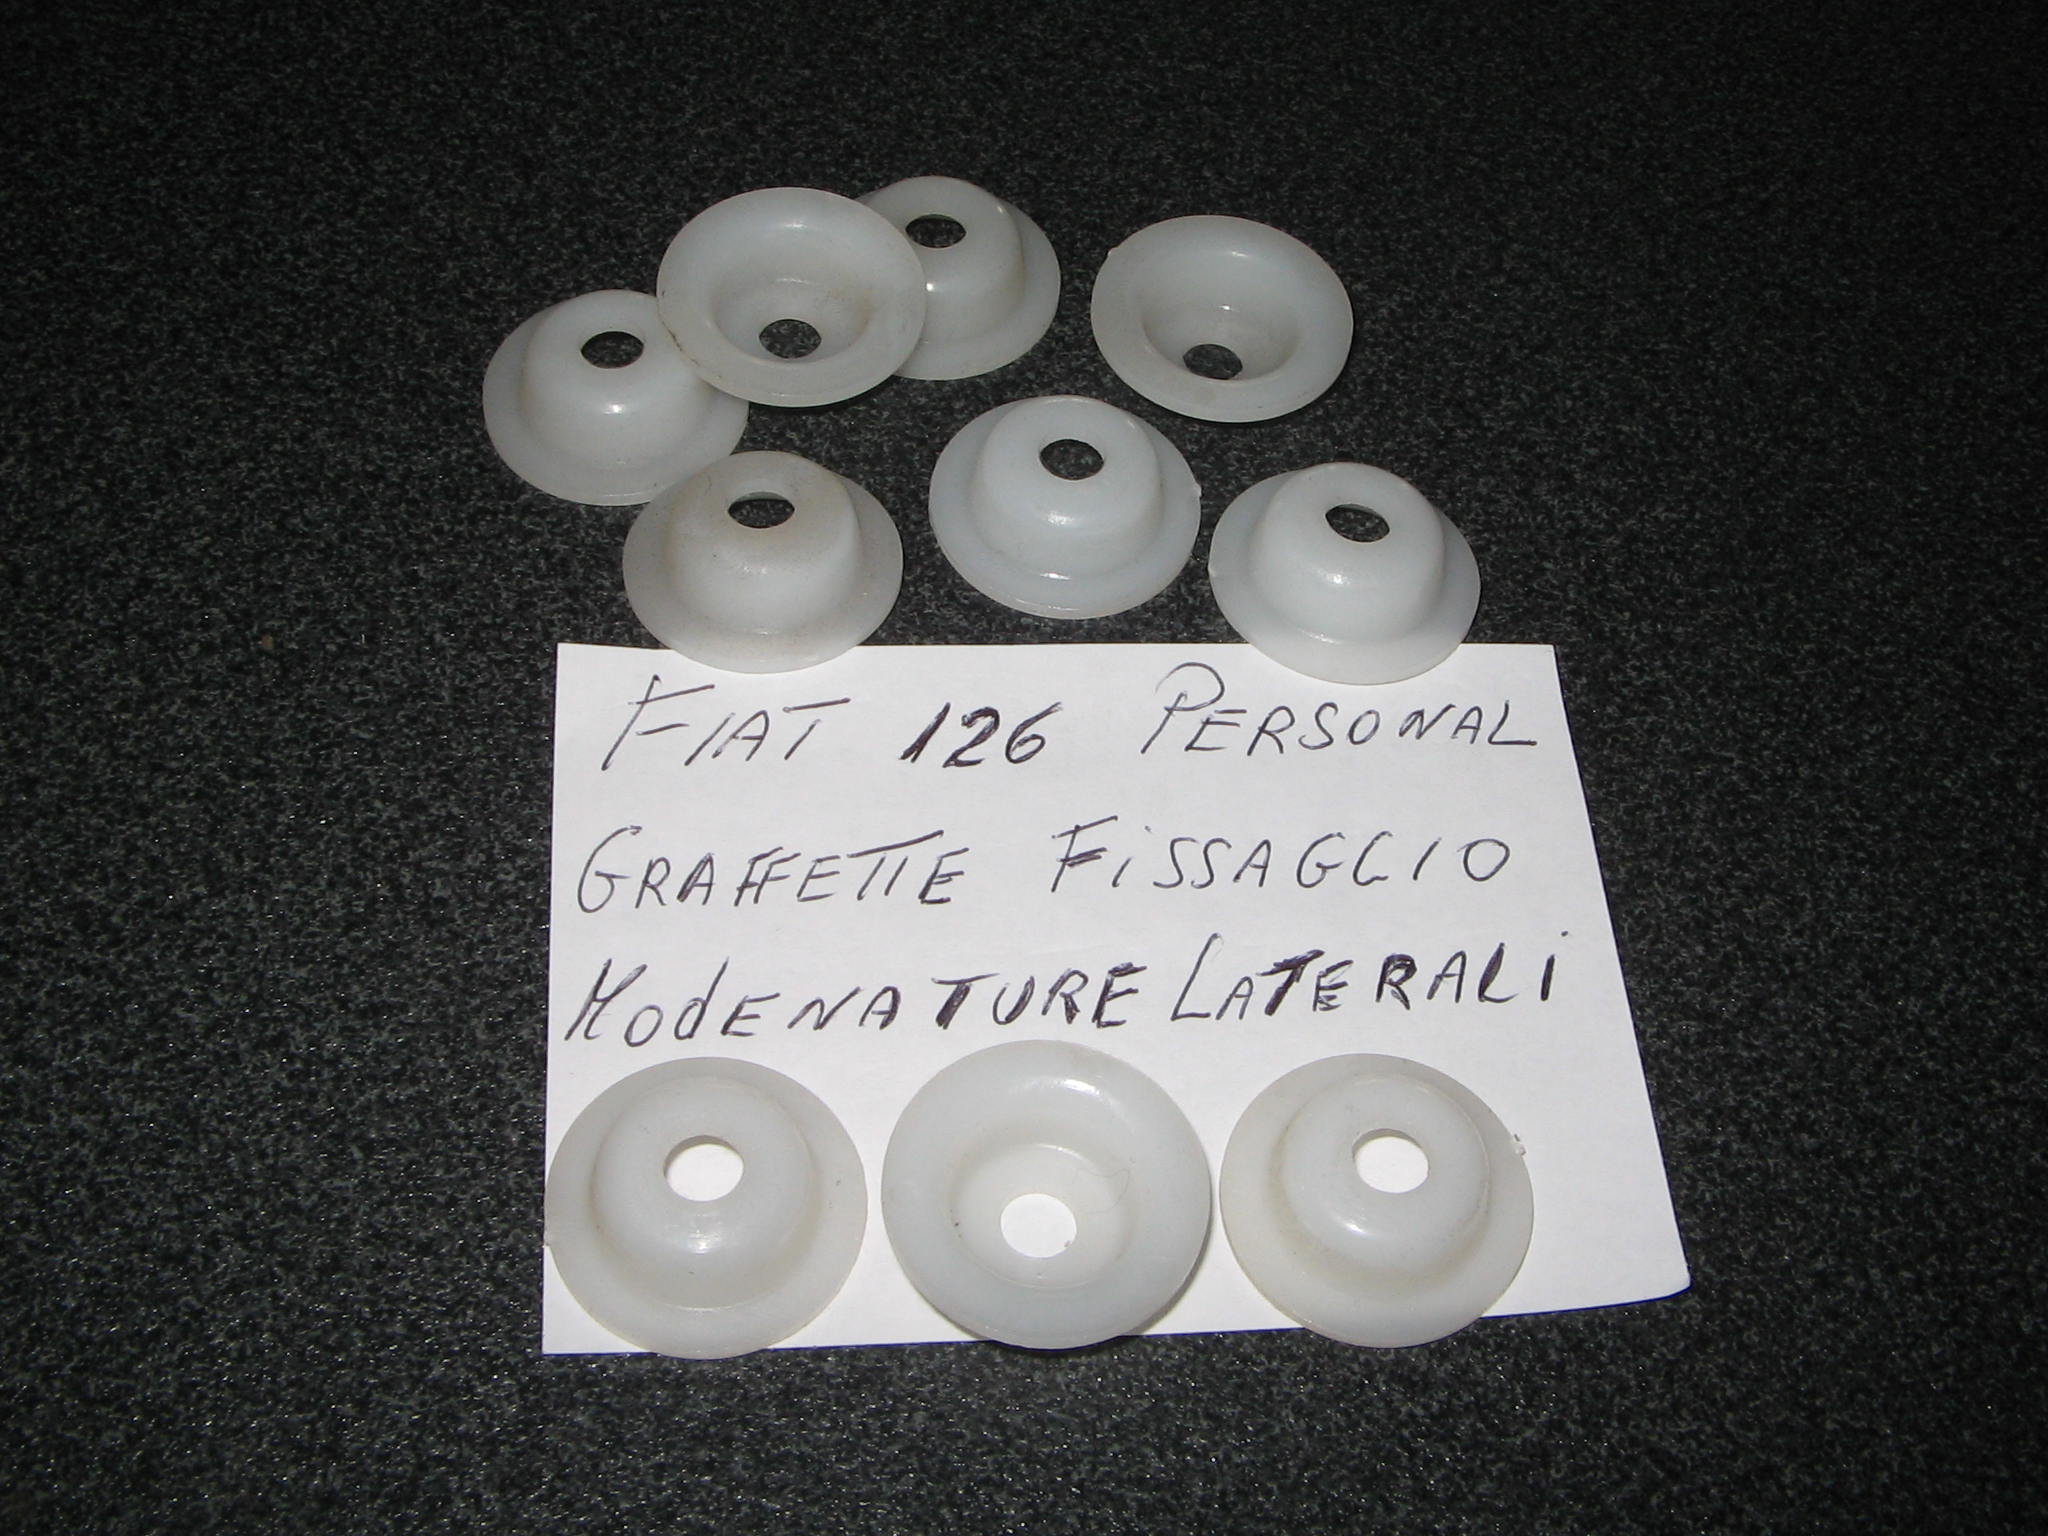 FIAT 126 PERSONAL
GRAFFETTE FISSAGGIO
MODENATURE LATERALI